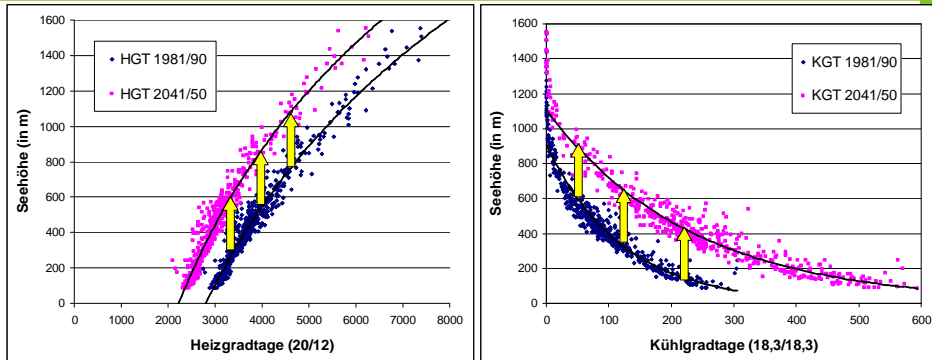 1600
1400
1200
1000
800
600
400
200
0
Seehöhe (in m)
HGT 1981/90
HGT 2041/50
0 1000 2000 3000 4000 5000 6000 7000 8000
Heizgradtage (20/12)
1600
1400
1200
1000
800
600
400
200
0
Seehöhe (in m)
KGT 1981/90
KGT 2041/50
0 100 200 300 400 500 600
Kühlgradtage (18,3/18,3)